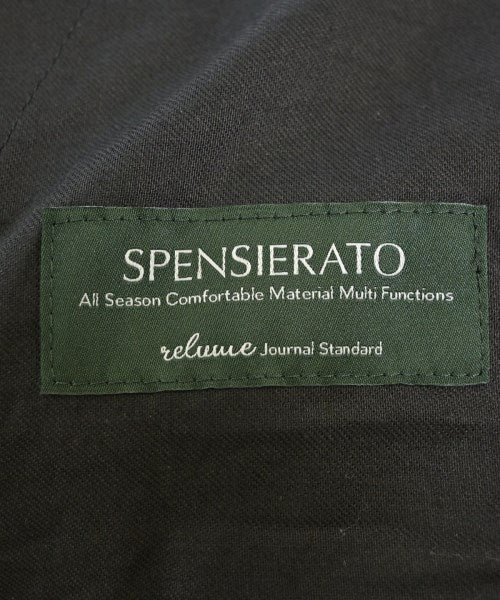 SPENSIERATO
All Season Comfortable Material Multi Functions
relume Journal Standard